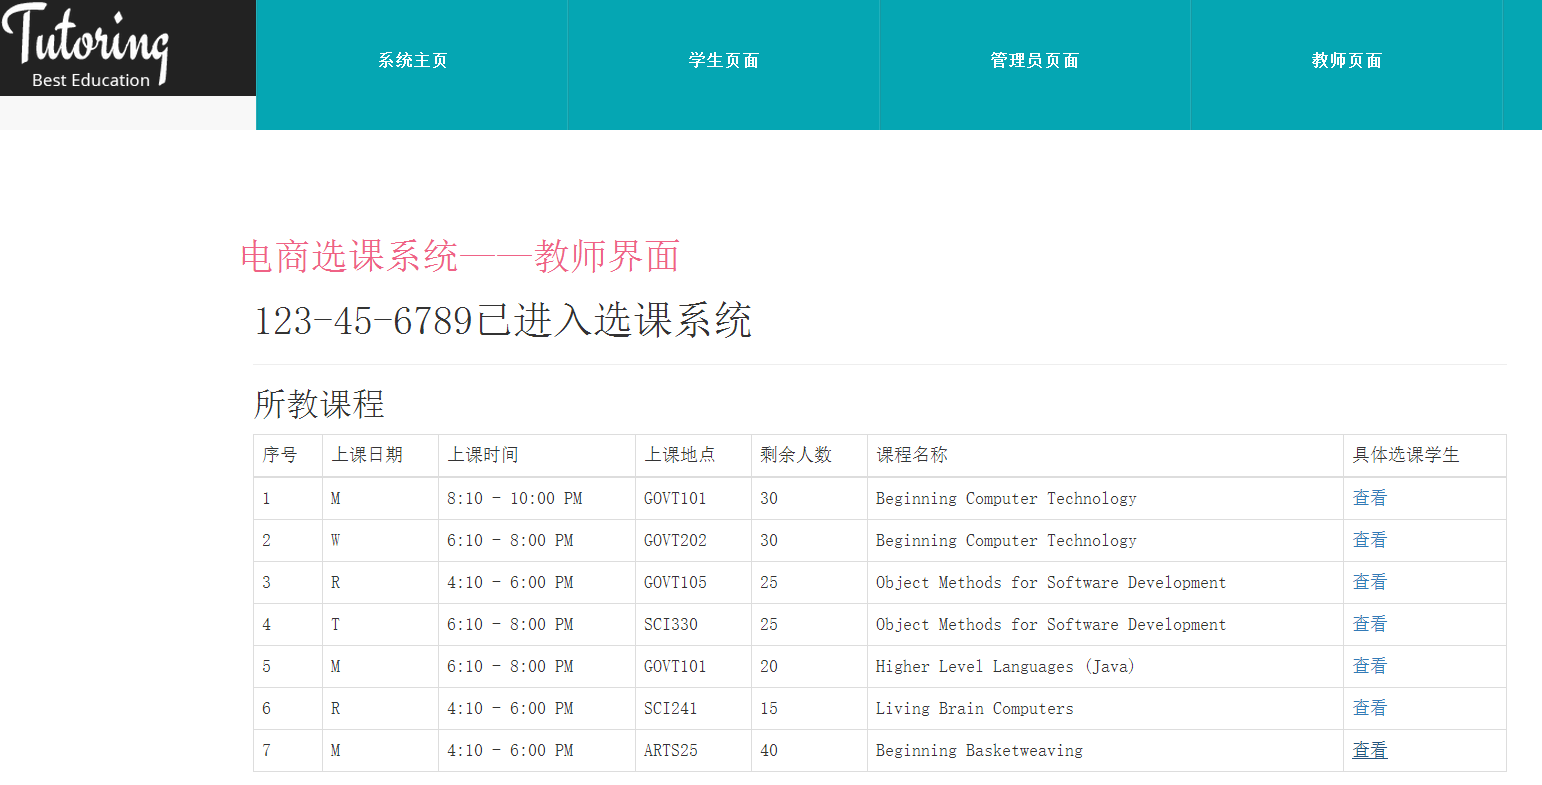 Tutoring
Best Education
系统主页 学生页面 管理员页面 教师页面
电商选课系统——教师界面
123-45-6789已进入选课系统
所教课程
序号 上课日期 上课时间 上课地点 剩余人数 课程名称 具体选课学生
1 M 8:10 - 10:00 PM GOVT101 30 Beginning Computer Technology 查看
2 W 6:10 - 8:00 PM GOVT202 30 Beginning Computer Technology 查看
3 R 4:10 - 6:00 PM GOVT105 25 Object Methods for Software Development 查看
4 T 6:10 - 8:00 PM SCI330 25 Object Methods for Software Development 查看
5 M 6:10 - 8:00 PM GOVT101 20 Higher Level Languages (Java) 查看
6 R 4:10 - 6:00 PM SCI241 15 Living Brain Computers 查看
7 M 4:10 - 6:00 PM ARTS25 40 Beginning Basketweaving 查看